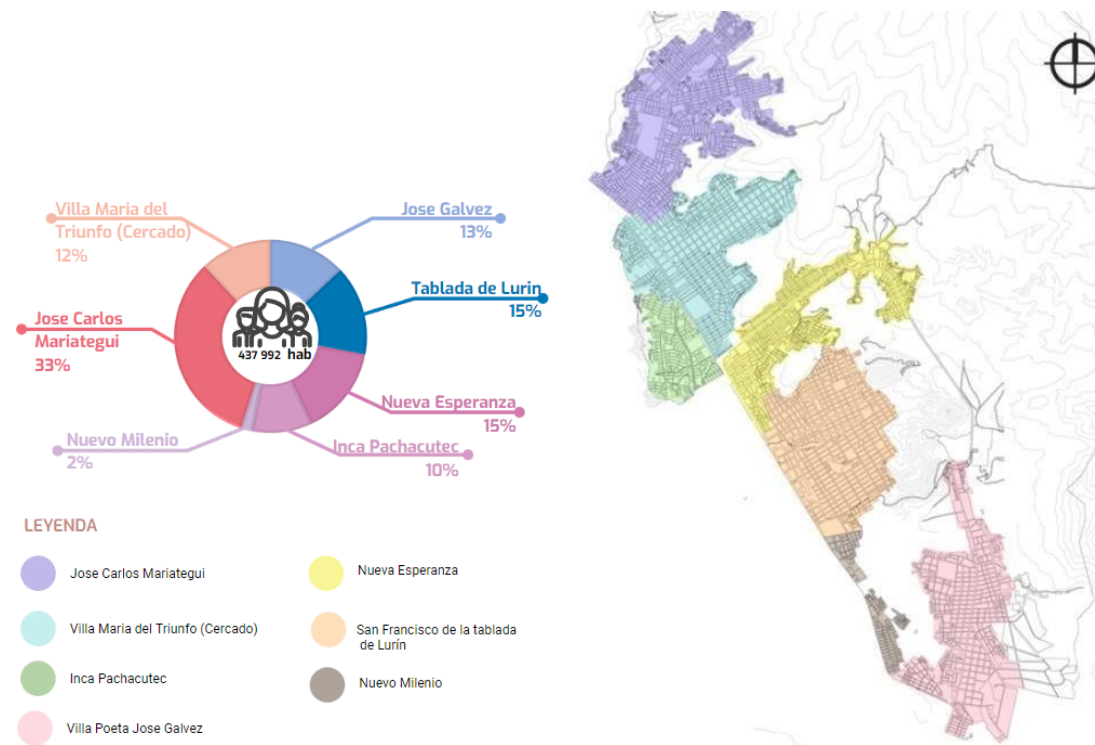 Villa Maria del
Triunfo (Cercado)
12%
Jose Galvez
13%
Tablada de Lurin
15%
Jose Carlos
Mariategui
33%
437 992 hab
Nueva Esperanza
15%
Nuevo Milenio
2%
Inca Pachacutec
10%
LEYENDA
Jose Carlos Mariategui
Villa Maria del Triunfo (Cercado)
Inca Pachacutec
Villa Poeta Jose Galvez
Nueva Esperanza
San Francisco de la tablada
de Lurín
Nuevo Milenio